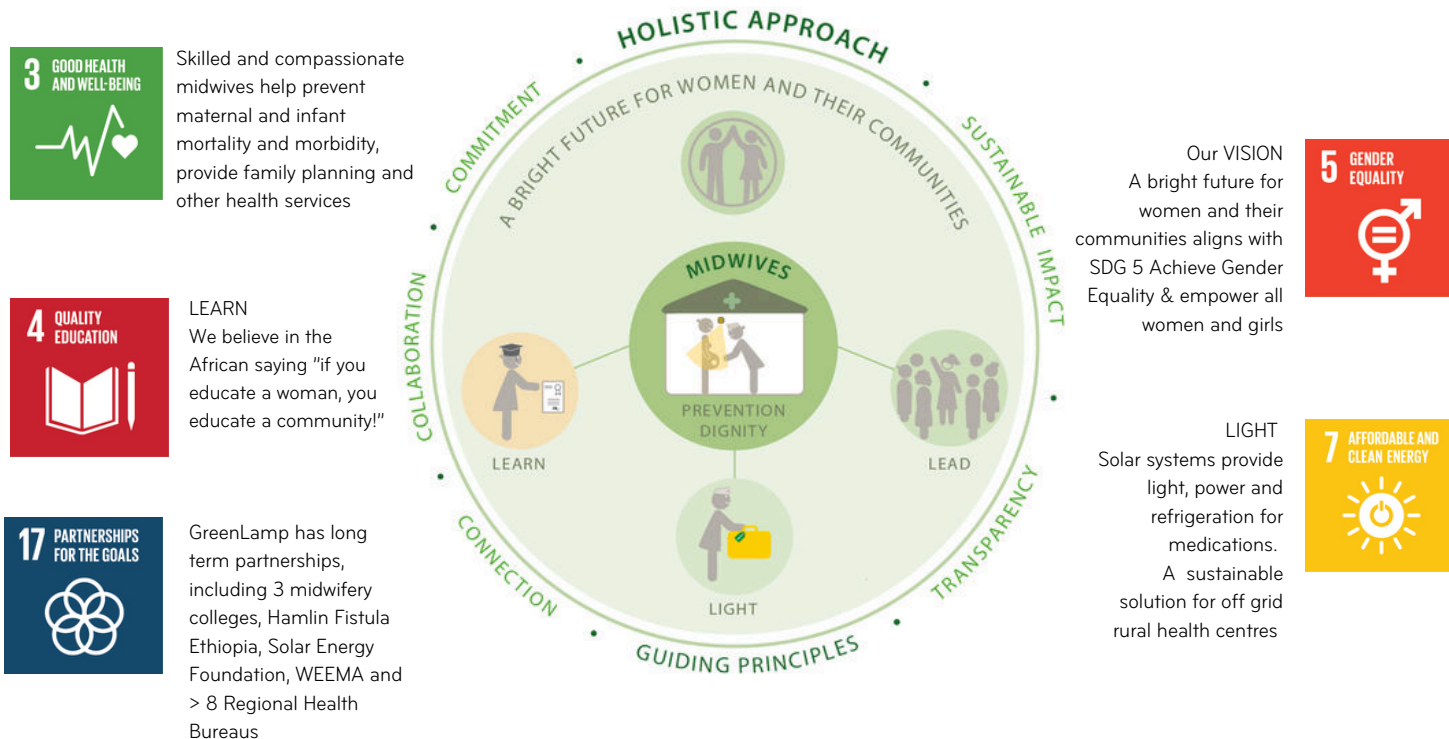 3 GOOD HEALTH
AND WELL-BEING
Skilled and compassionate
midwives help prevent
maternal and infant
mortality and morbidity,
provide family planning and
other health services
4 QUALITY
EDUCATION
LEARN
We believe in the
African saying "if you
educate a woman, you
educate a community!"
17 PARTNERSHIPS
FOR THE GOALS
GreenLamp has long
term partnerships,
including 3 midwifery
colleges, Hamlin Fistula
Ethiopia, Solar Energy
Foundation, WEEMA and
> 8 Regional Health
Bureaus
HOLISTIC APPROACH
SUSTAINABLE IMPACT
TRANSPARENCY
GUIDING PRINCIPLES
CONNECTION
COLLABORATION
COMMITMENT
A BRIGHT FUTURE FOR WOMEN AND THEIR COMMUNITIES
MIDWIVES
PREVENTION
DIGNITY
LEARN
LEAD
LIGHT
Our VISION
A bright future for
women and their
communities aligns with
SDG 5 Achieve Gender
Equality & empower all
women and girls
5 GENDER
EQUALITY
LIGHT
Solar systems provide
light, power and
refrigeration for
medications.
A sustainable
solution for off grid
rural health centres
7 AFFORDABLE AND
CLEAN ENERGY